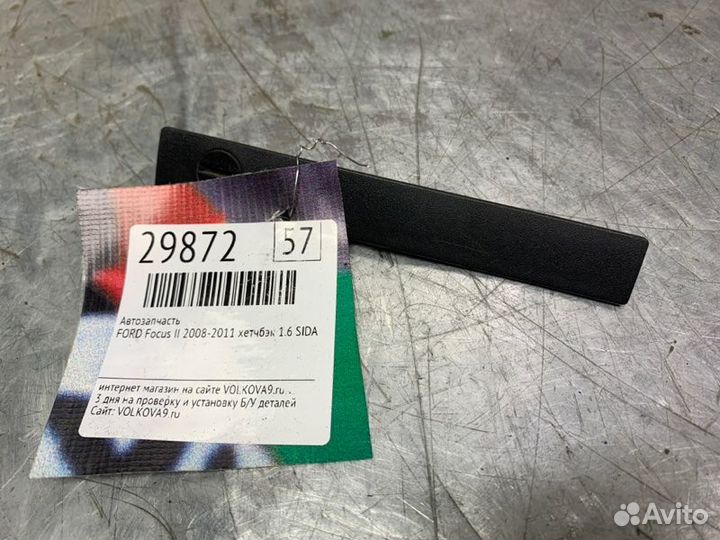 29872 57
Автозапчасть
FORD Focus II 2008-2011 хетчбэк 1.6 SIDA
интернет магазин на сайте VOLKOVA9.ru
3 дня на проверку и установку Б/У деталей
Сайт: VOLKOVA9.ru
Avito